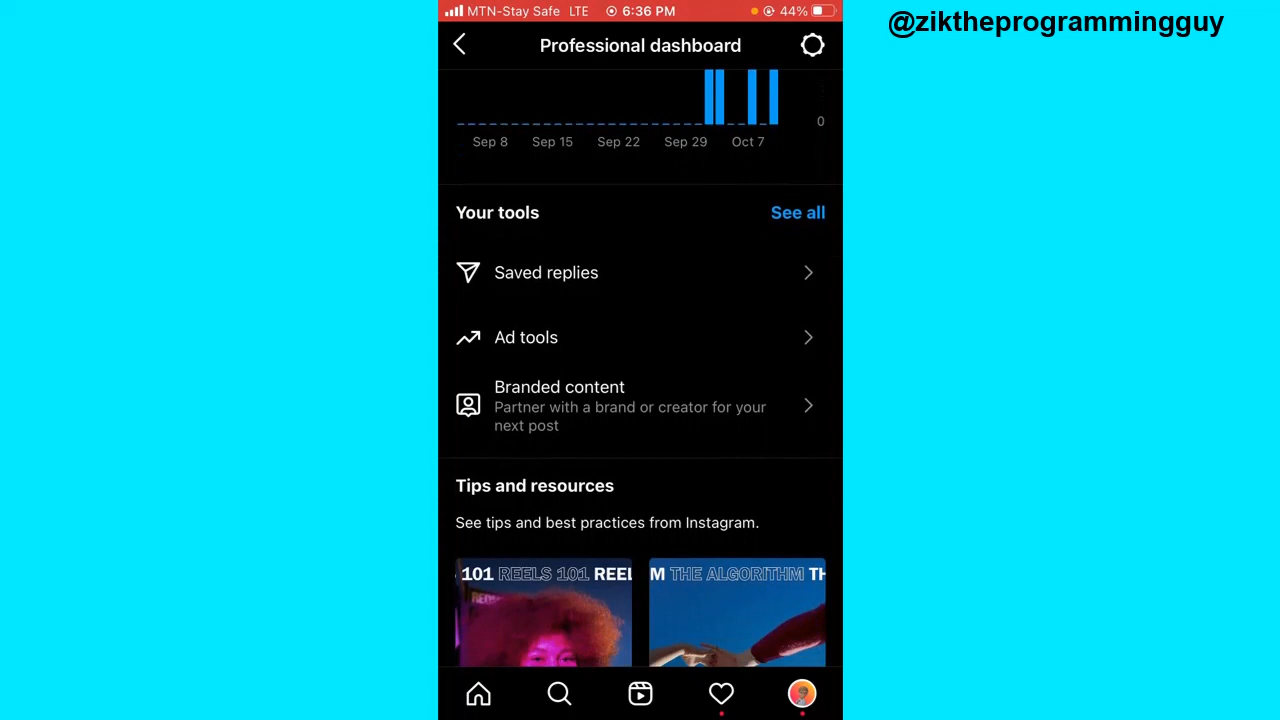 @ziktheprogrammingguy
MTN-Stay Safe LTE 6:36 PM 44%
Professional dashboard
0
Sep 8 Sep 15 Sep 22 Sep 29 Oct 7
Your tools See all
Saved replies
Ad tools
Branded content
Partner with a brand or creator for your
next post
Tips and resources
See tips and best practices from Instagram.
101 REELS 101 REEL M THE ALGORITHM TH